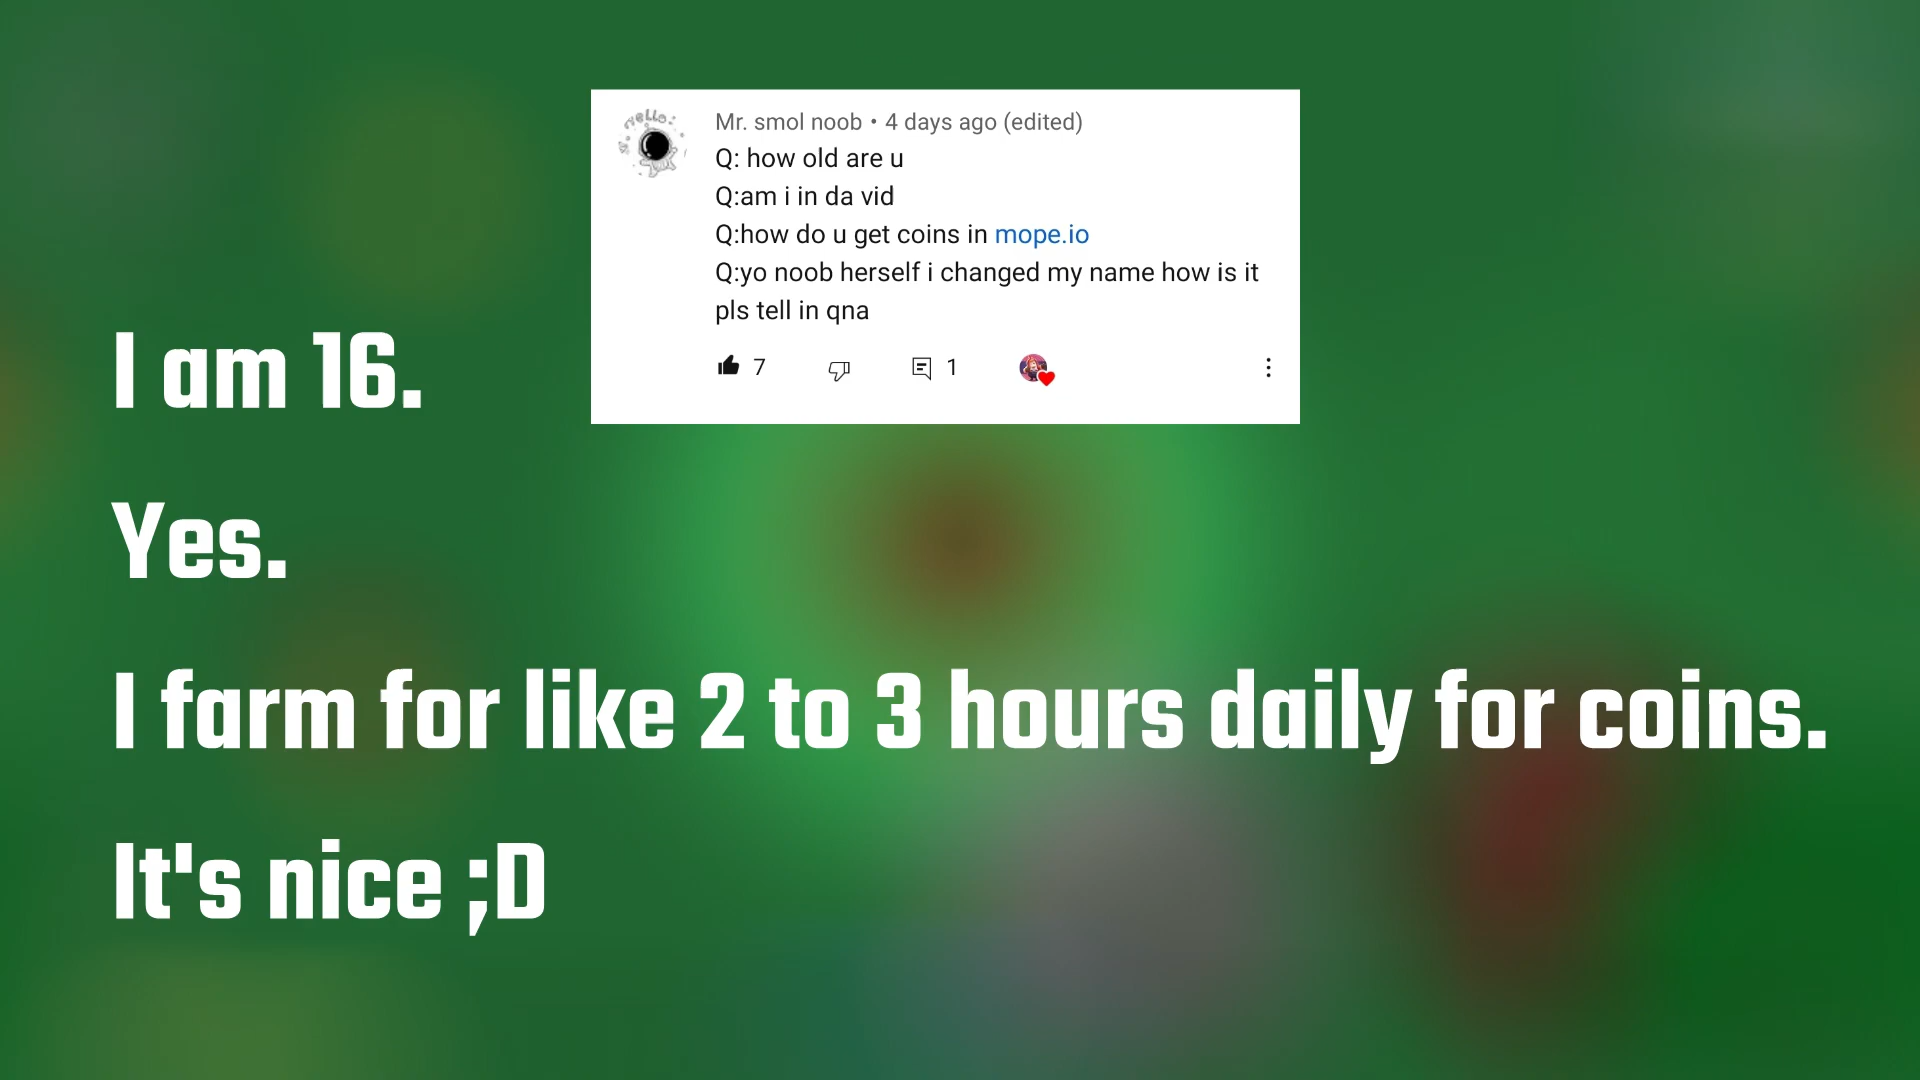 Mr. smol noob • 4 days ago (edited)
Q: how old are u
Q:am i in da vid
Q:how do u get coins in mope.io
Q:yo noob herself i changed my name how is it
pls tell in qna
7
1
I am 16.
Yes.
I farm for like 2 to 3 hours daily for coins.
It's nice ;D